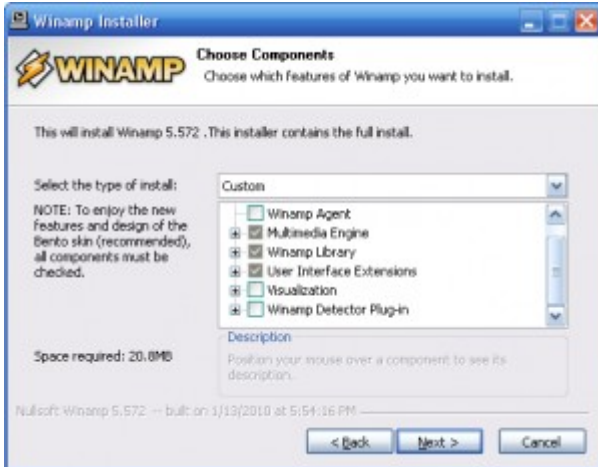 Winamp Installer
WINAMP
Choose Components
Choose which features of Winamp you want to install.
This will install Winamp 5.572 .This installer contains the full install.
Select the type of install:
Custom
NOTE: To enjoy the new
features and design of the
Bento skin (recommended),
all components must be
checked.
Winamp Agent
Multimedia Engine
Winamp Library
User Interface Extensions
Visualization
Winamp Detector Plug-in
Space required: 20.8MB
Description
Position your mouse over a component to see its
description.
Nullsoft Winamp 5.572 -- built on 1/13/2010 at 5:54:16 PM
< Back
Next >
Cancel